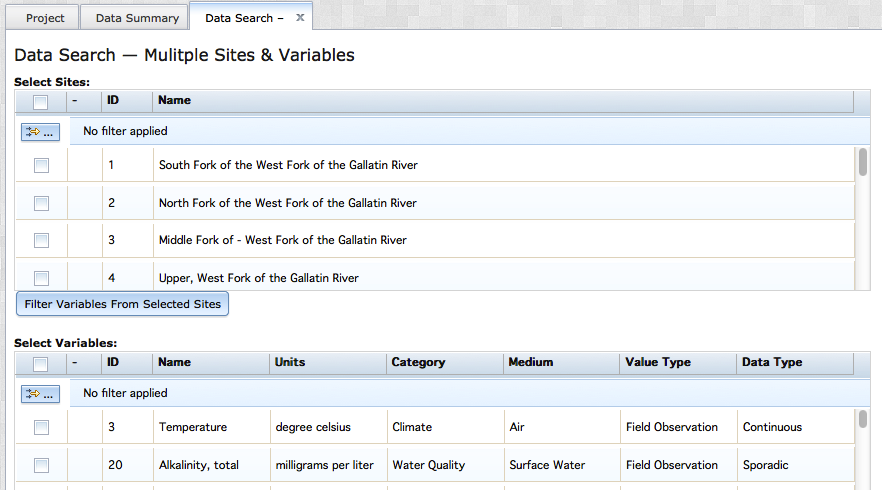 Project Data Summary Data Search – X
Data Search — Mulitple Sites & Variables
Select Sites:
- ID Name
... No filter applied
1 South Fork of the West Fork of the Gallatin River
2 North Fork of the West Fork of the Gallatin River
3 Middle Fork of - West Fork of the Gallatin River
4 Upper, West Fork of the Gallatin River
Filter Variables From Selected Sites
Select Variables:
- ID Name Units Category Medium Value Type Data Type
... No filter applied
3 Temperature degree celsius Climate Air Field Observation Continuous
20 Alkalinity, total milligrams per liter Water Quality Surface Water Field Observation Sporadic